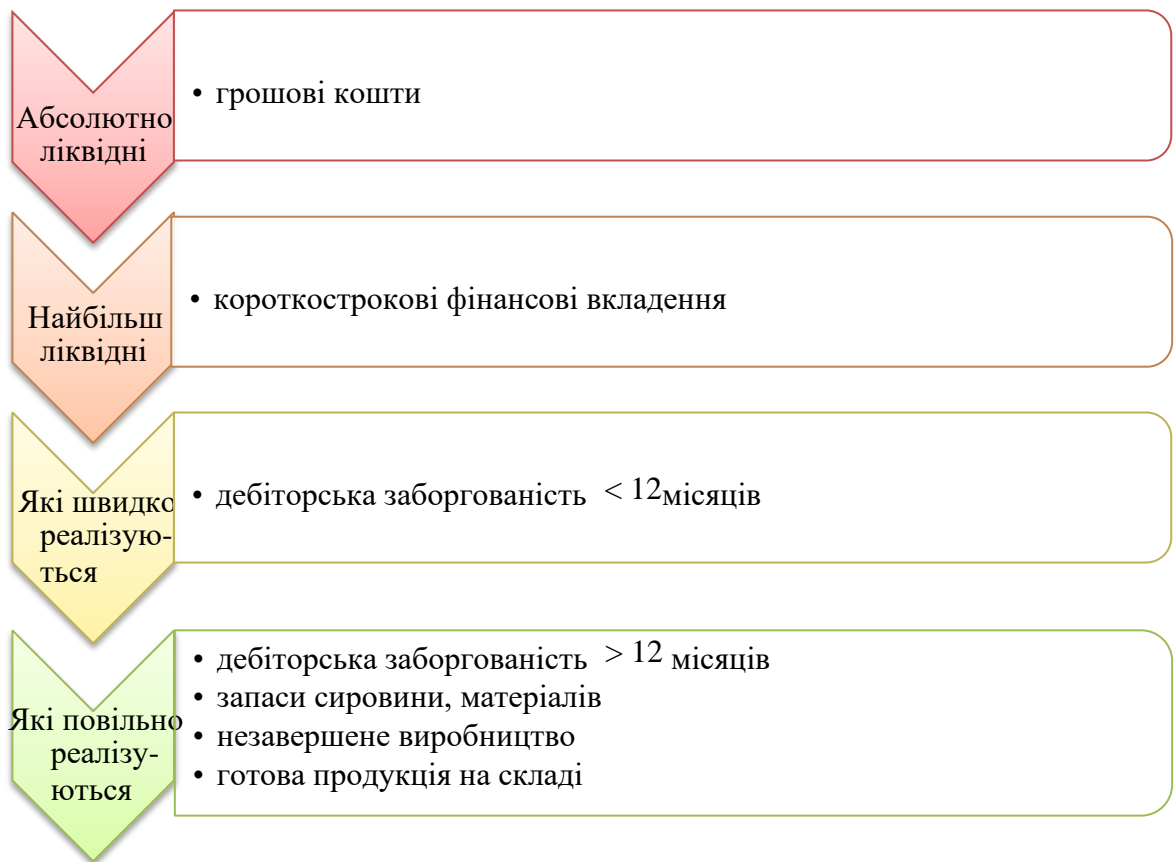 Абсолютно
ліквідні
• грошові кошти
Найбільш
ліквідні
• короткострокові фінансові вкладення
Які швидко
реалізую-
ться
• дебіторська заборгованість < 12місяців
Які повільно
реалізу-
ються
• дебіторська заборгованість > 12 місяців
• запаси сировини, матеріалів
• незавершене виробництво
• готова продукція на складі